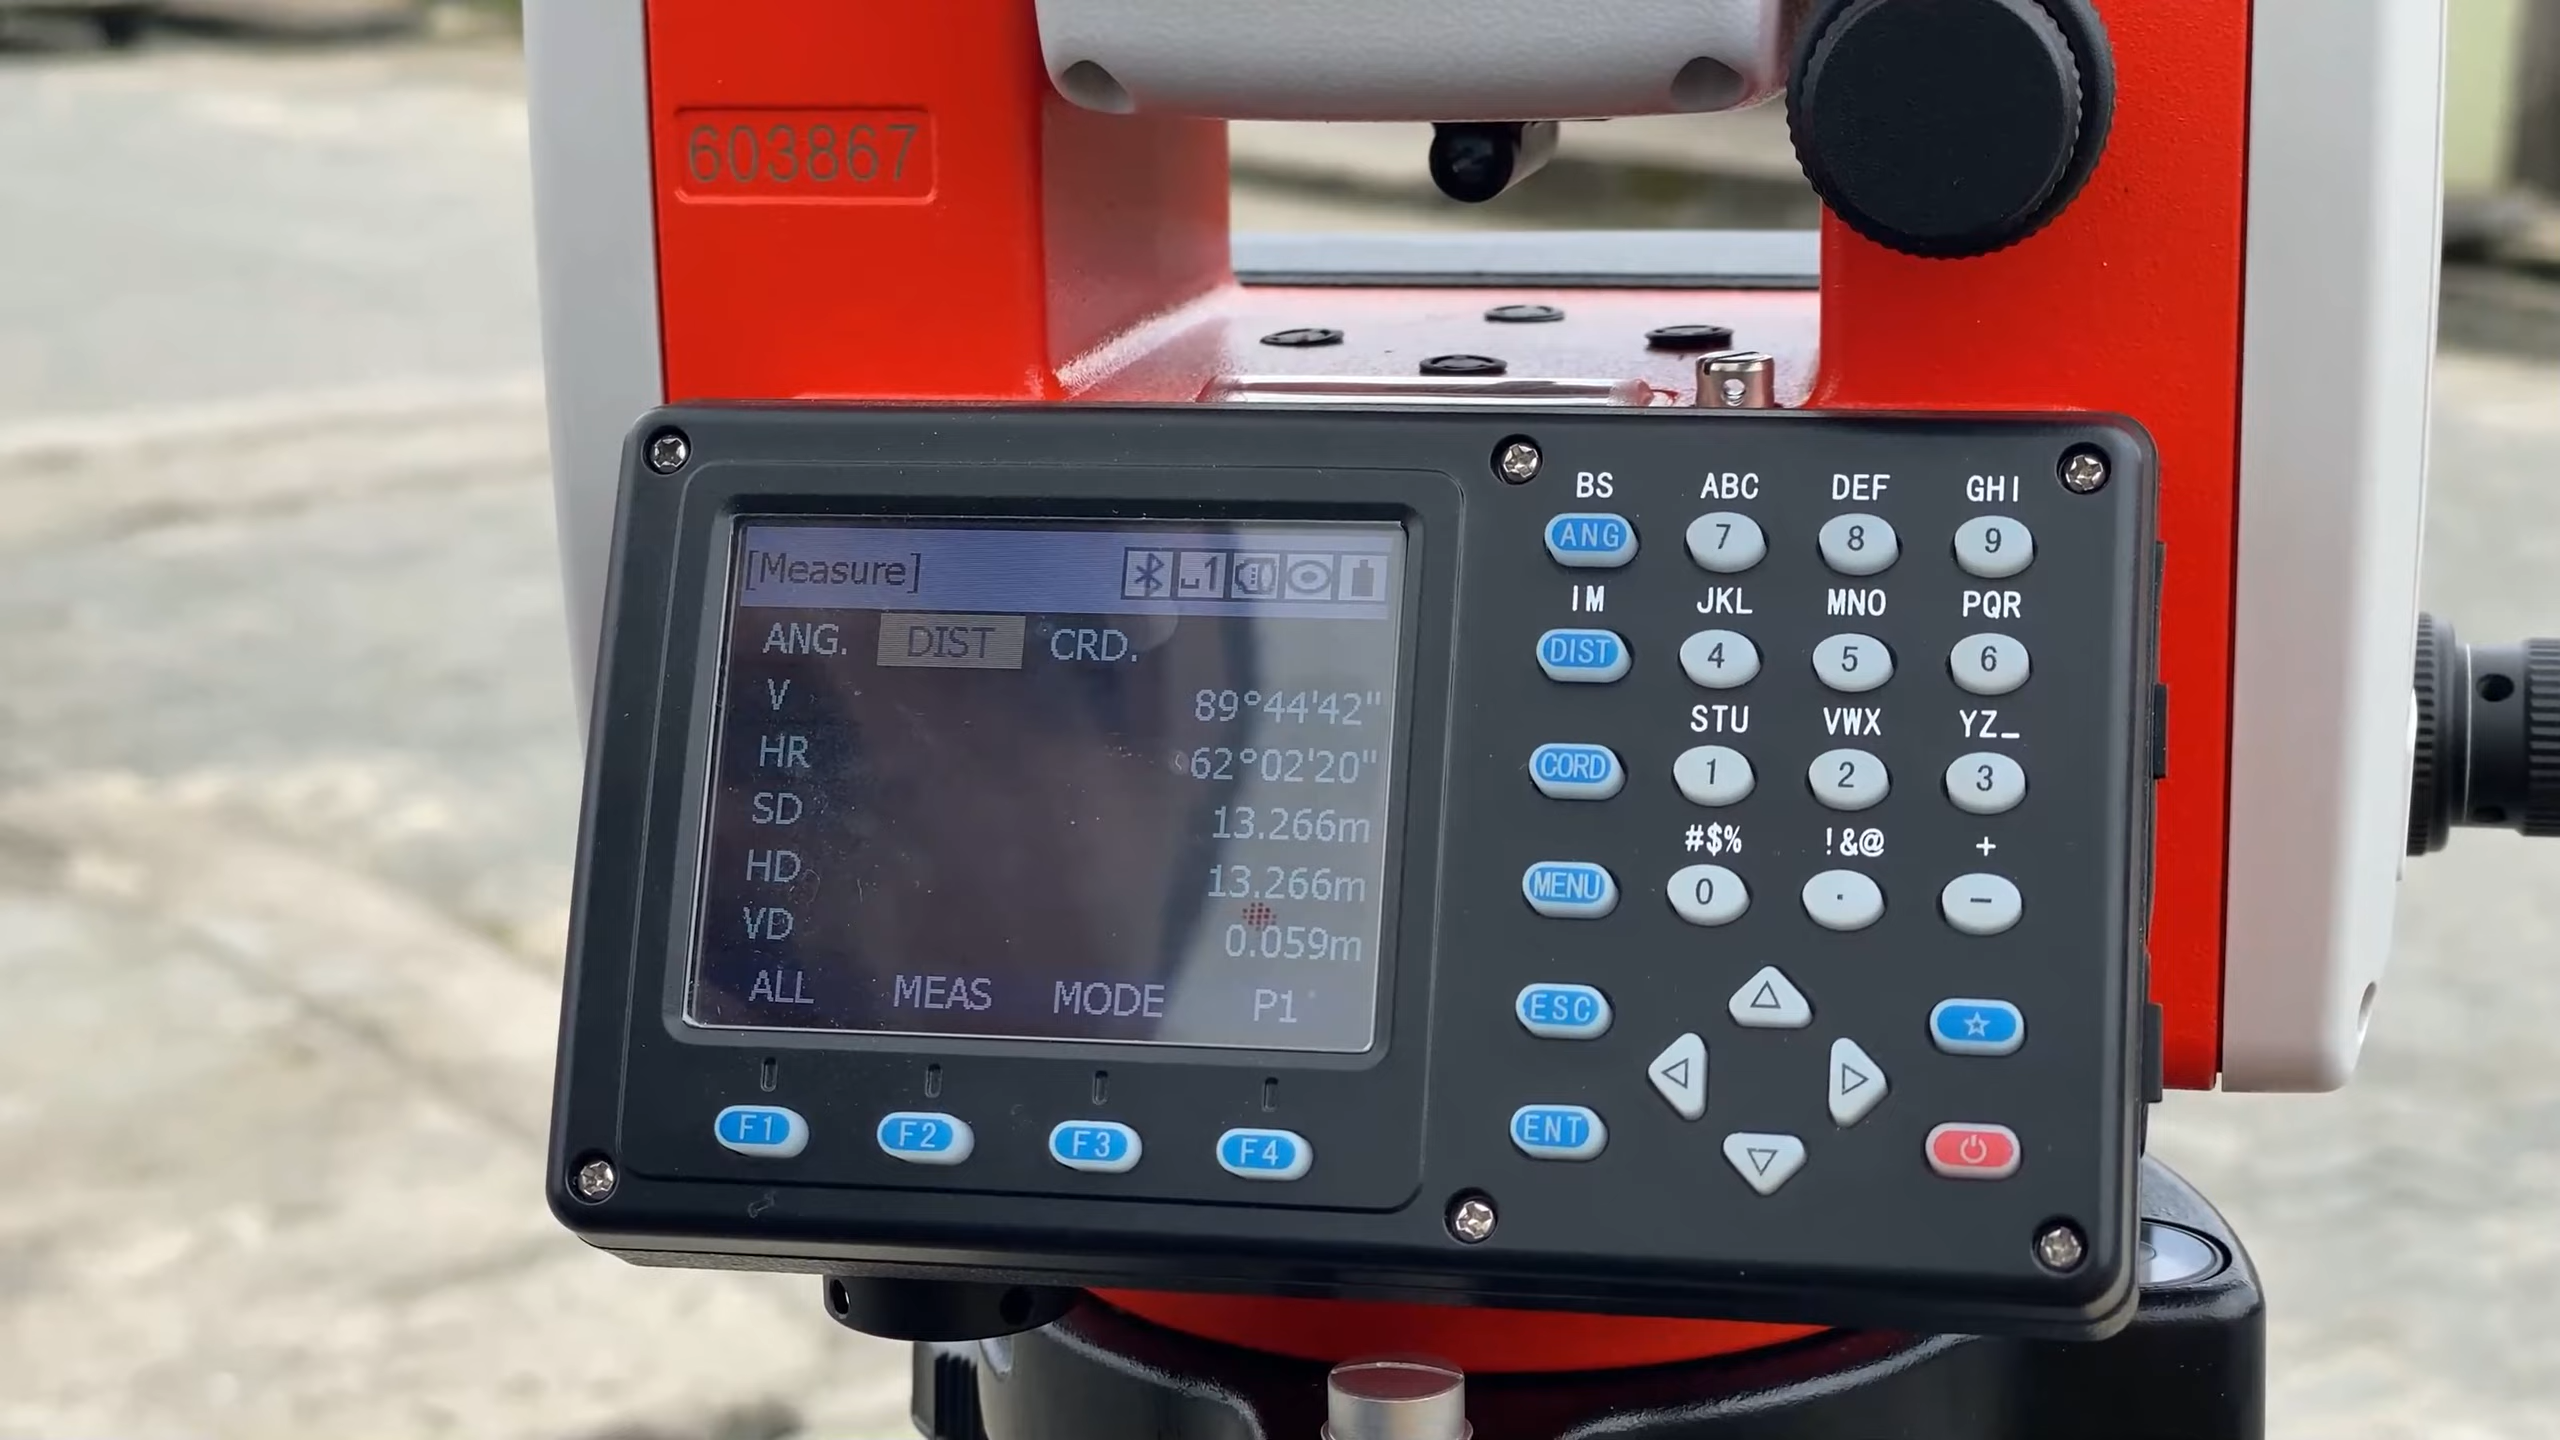 603867
[Measure] 1
ANG. DIST CRD.
V 89°44'42"
HR 62°02'20"
SD 13.266m
HD 13.266m
VD 0.059m
ALL MEAS MODE P1
F1 F2 F3 F4
BS ABC DEF GHI
ANG 7 8 9
IM JKL MNO PQR
DIST 4 5 6
STU VWX YZ_
CORD 1 2 3
#$% !&@ +
MENU 0 . -
ESC
ENT